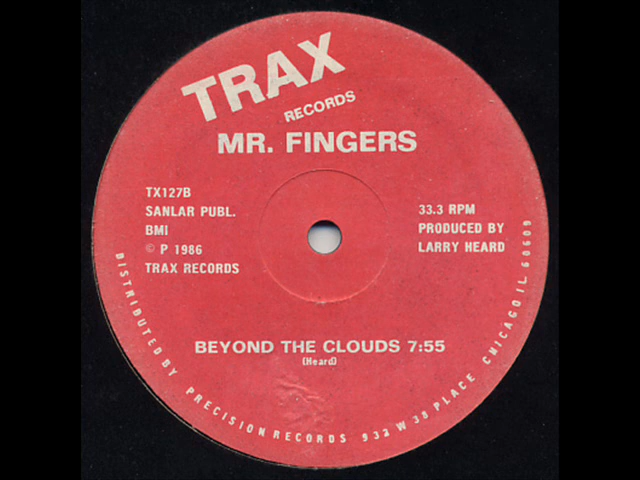 TRAX
RECORDS
MR. FINGERS
TX127B
SANLAR PUBL.
BMI
© P 1986
TRAX RECORDS
33.3 RPM
PRODUCED BY
LARRY HEARD
BEYOND THE CLOUDS 7:55
(Heard)
DISTRIBUTED BY PRECISION RECORDS 932 W 38 PLACE CHICAGO IL. 60609